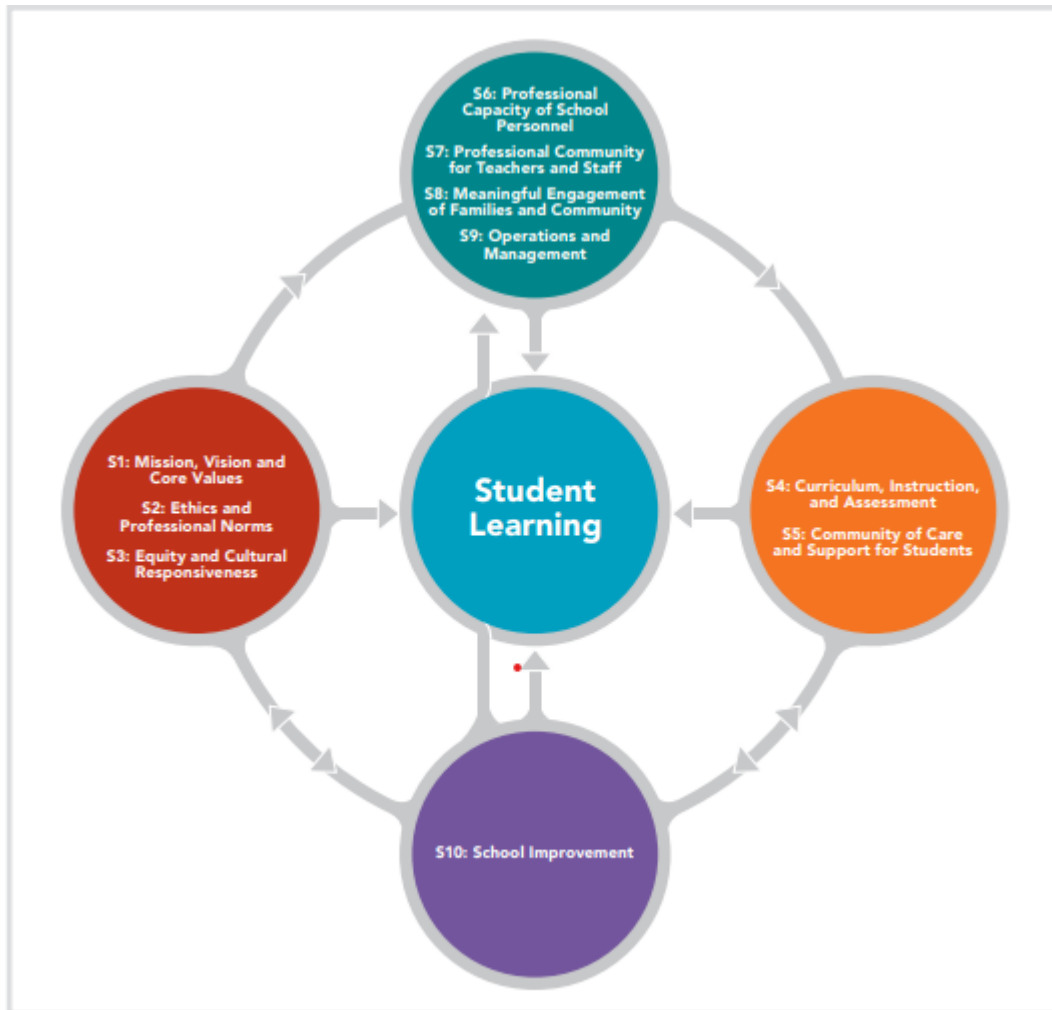 S6: Professional
Capacity of School
Personnel
S7: Professional Community
for Teachers and Staff
S8: Meaningful Engagement
of Families and Community
S9: Operations and
Management
S1: Mission, Vision and
Core Values
S2: Ethics and
Professional Norms
S3: Equity and Cultural
Responsiveness
Student
Learning
S4: Curriculum, Instruction,
and Assessment
S5: Community of Care
and Support for Students
S10: School Improvement